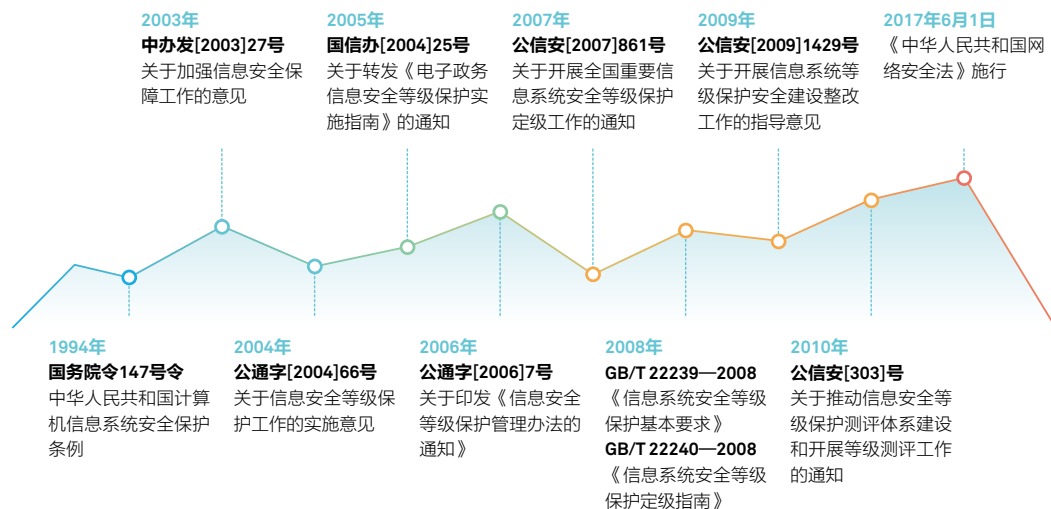 2003年
中办发[2003]27号
关于加强信息安全保
障工作的意见
2005年
国信办[2004]25号
关于转发《电子政务
信息安全等级保护实
施指南》的通知
2007年
公信安[2007]861号
关于开展全国重要信
息系统安全等级保护
定级工作的通知
2009年
公信安[2009]1429号
关于开展信息系统等
级保护安全建设整改
工作的指导意见
2017年6月1日
《中华人民共和国网
络安全法》施行
1994年
国务院令147号令
中华人民共和国计算
机信息系统安全保护
条例
2004年
公通字[2004]66号
关于信息安全等级保
护工作的实施意见
2006年
公通字[2006]7号
关于印发《信息安全
等级保护管理办法的
通知》
2008年
GB/T 22239—2008
《信息系统安全等级
保护基本要求》
GB/T 22240—2008
《信息系统安全等级
保护定级指南》
2010年
公信安[303]号
关于推动信息安全等
级保护测评体系建设
和开展等级测评工作
的通知